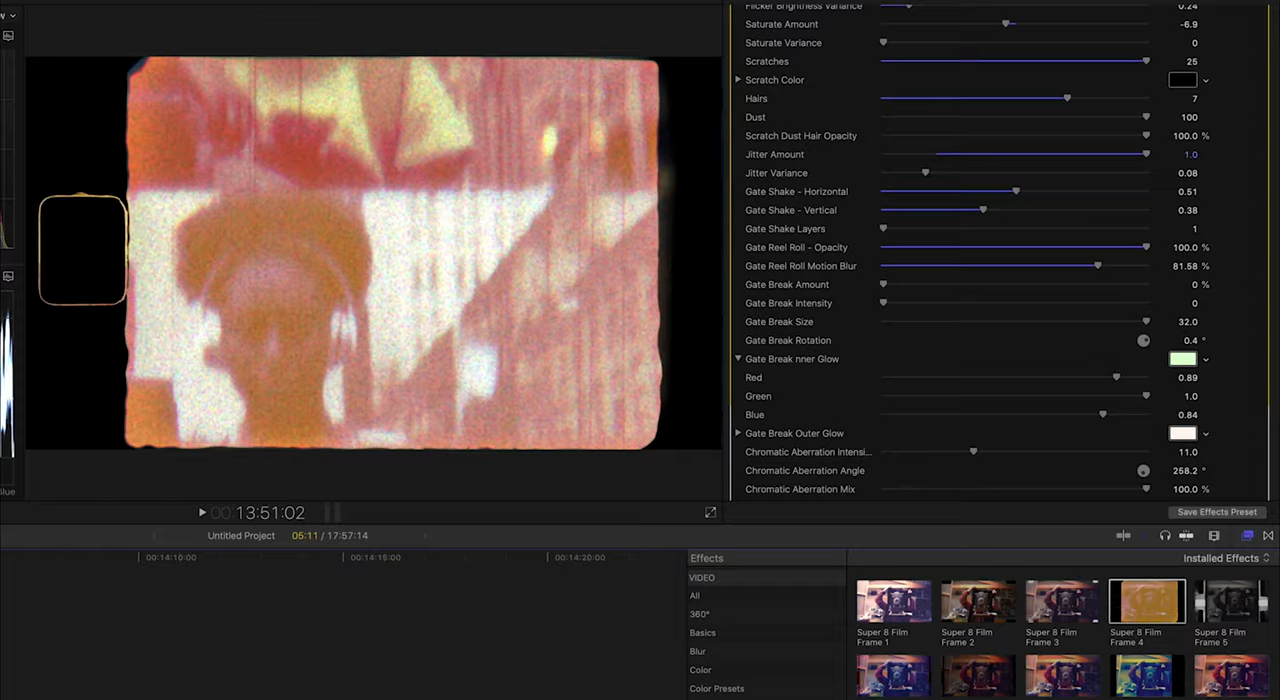 Flicker Brightness Variance 0.24
Saturate Amount -6.9
Saturate Variance 0
Scratches 25
Scratch Color
Hairs 7
Dust 100
Scratch Dust Hair Opacity 100.0 %
Jitter Amount 1.0
Jitter Variance 0.08
Gate Shake - Horizontal 0.51
Gate Shake - Vertical 0.38
Gate Shake Layers 1
Gate Reel Roll - Opacity 100.0 %
Gate Reel Roll Motion Blur 81.58 %
Gate Break Amount 0 %
Gate Break Intensity 0
Gate Break Size 32.0
Gate Break Rotation 0.4 °
Gate Break nner Glow
Red 0.89
Green 1.0
Blue 0.84
Gate Break Outer Glow
Chromatic Aberration Intensi... 11.0
Chromatic Aberration Angle 258.2 °
Chromatic Aberration Mix 100.0 %
lue
00:13:51:02
Save Effects Preset
Untitled Project 05:11 / 17:57:14
00:14:10:00 00:14:15:00 00:14:20:00
Effects
Installed Effects
VIDEO
All
360°
Basics
Blur
Color
Color Presets
Super 8 Film Frame 1
Super 8 Film Frame 2
Super 8 Film Frame 3
Super 8 Film Frame 4
Super 8 Film Frame 5